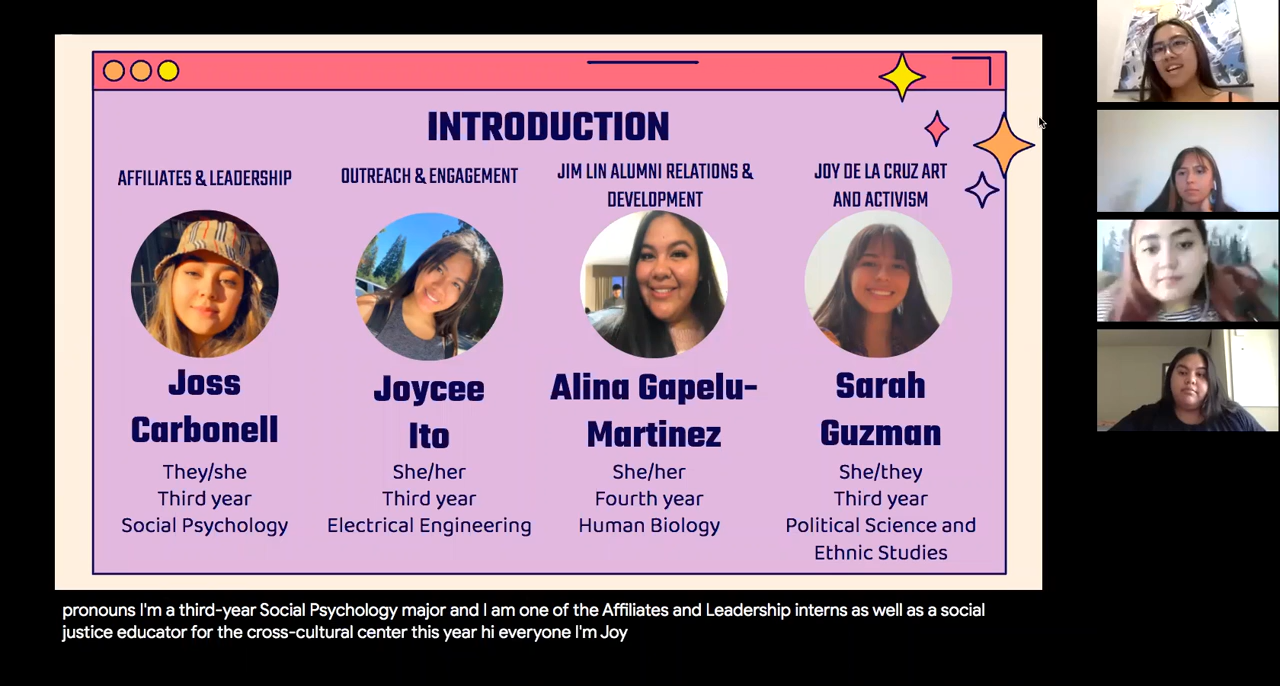 INTRODUCTION
AFFILIATES & LEADERSHIP
Joss
Carbonell
They/she
Third year
Social Psychology
OUTREACH & ENGAGEMENT
Joycee
Ito
She/her
Third year
Electrical Engineering
JIM LIN ALUMNI RELATIONS &
DEVELOPMENT
Alina Gapelu-
Martinez
She/her
Fourth year
Human Biology
JOY DE LA CRUZ ART
AND ACTIVISM
Sarah
Guzman
She/they
Third year
Political Science and
Ethnic Studies
pronouns I'm a third-year Social Psychology major and I am one of the Affiliates and Leadership interns as well as a social
justice educator for the cross-cultural center this year hi everyone I'm Joy